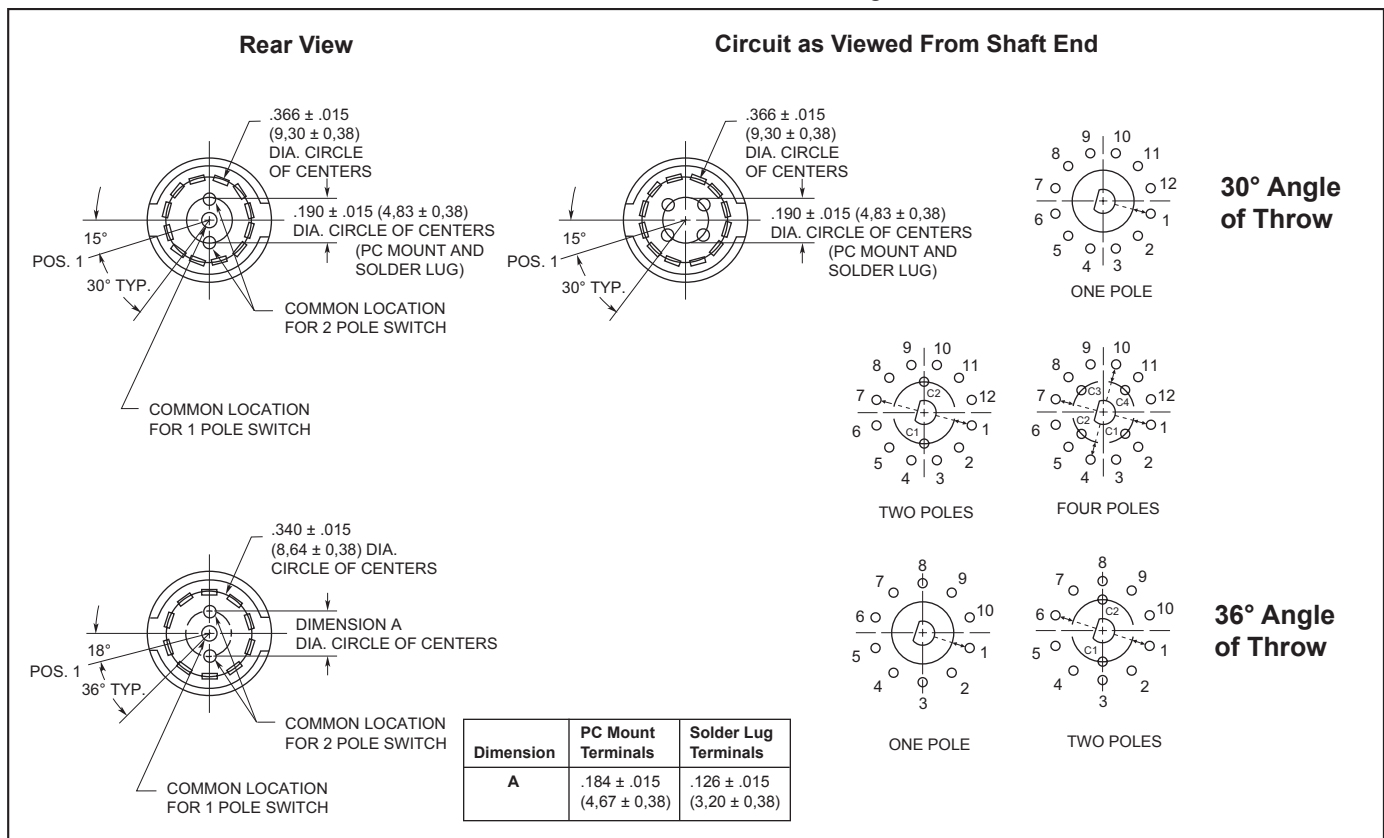 Rear View
Circuit as Viewed From Shaft End
.366 ± .015
(9,30 ± 0,38)
DIA. CIRCLE
OF CENTERS
.190 ± .015 (4,83 ± 0,38)
DIA. CIRCLE OF CENTERS
(PC MOUNT AND
SOLDER LUG)
15°
POS. 1
30° TYP.
COMMON LOCATION
FOR 2 POLE SWITCH
COMMON LOCATION
FOR 1 POLE SWITCH
.366 ± .015
(9,30 ± 0,38)
DIA. CIRCLE
OF CENTERS
.190 ± .015 (4,83 ± 0,38)
DIA. CIRCLE OF CENTERS
(PC MOUNT AND
SOLDER LUG)
15°
POS. 1
30° TYP.
9 10
8 11
7 12
6 1
5 2
4 3
ONE POLE
30° Angle
of Throw
9 10
8 11
7 C2 12
6 C1 1
5 2
4 3
TWO POLES
9 10
8 11
7 C3 C4 12
6 C2 C1 1
5 2
4 3
FOUR POLES
.340 ± .015
(8,64 ± 0,38) DIA.
CIRCLE OF CENTERS
DIMENSION A
DIA. CIRCLE OF CENTERS
18°
POS. 1
36° TYP.
COMMON LOCATION
FOR 2 POLE SWITCH
COMMON LOCATION
FOR 1 POLE SWITCH
Dimension PC Mount Terminals Solder Lug Terminals
A .184 ± .015 .126 ± .015
(4,67 ± 0,38) (3,20 ± 0,38)
8
7 9
6 10
5 1
4 2
3
ONE POLE
8
7 9
6 C2 10
5 C1 1
4 2
3
TWO POLES
36° Angle
of Throw